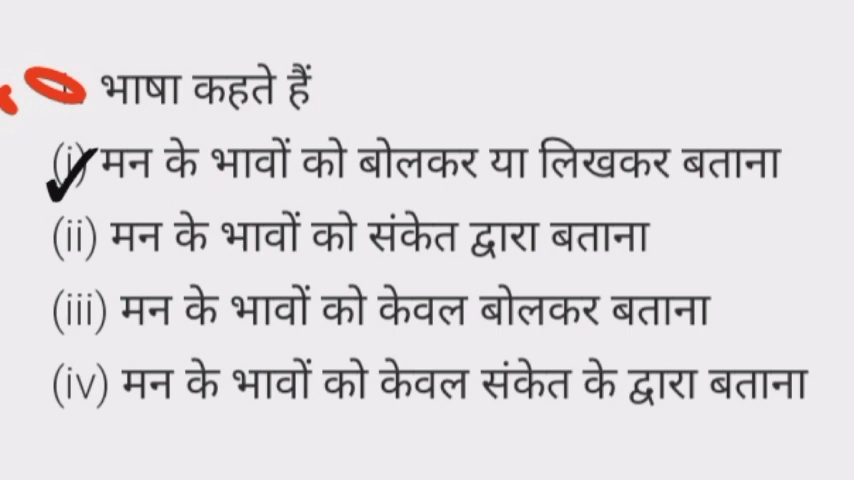 भाषा कहते हैं
(i) मन के भावों को बोलकर या लिखकर बताना
(ii) मन के भावों को संकेत द्वारा बताना
(iii) मन के भावों को केवल बोलकर बताना
(iv) मन के भावों को केवल संकेत के द्वारा बताना